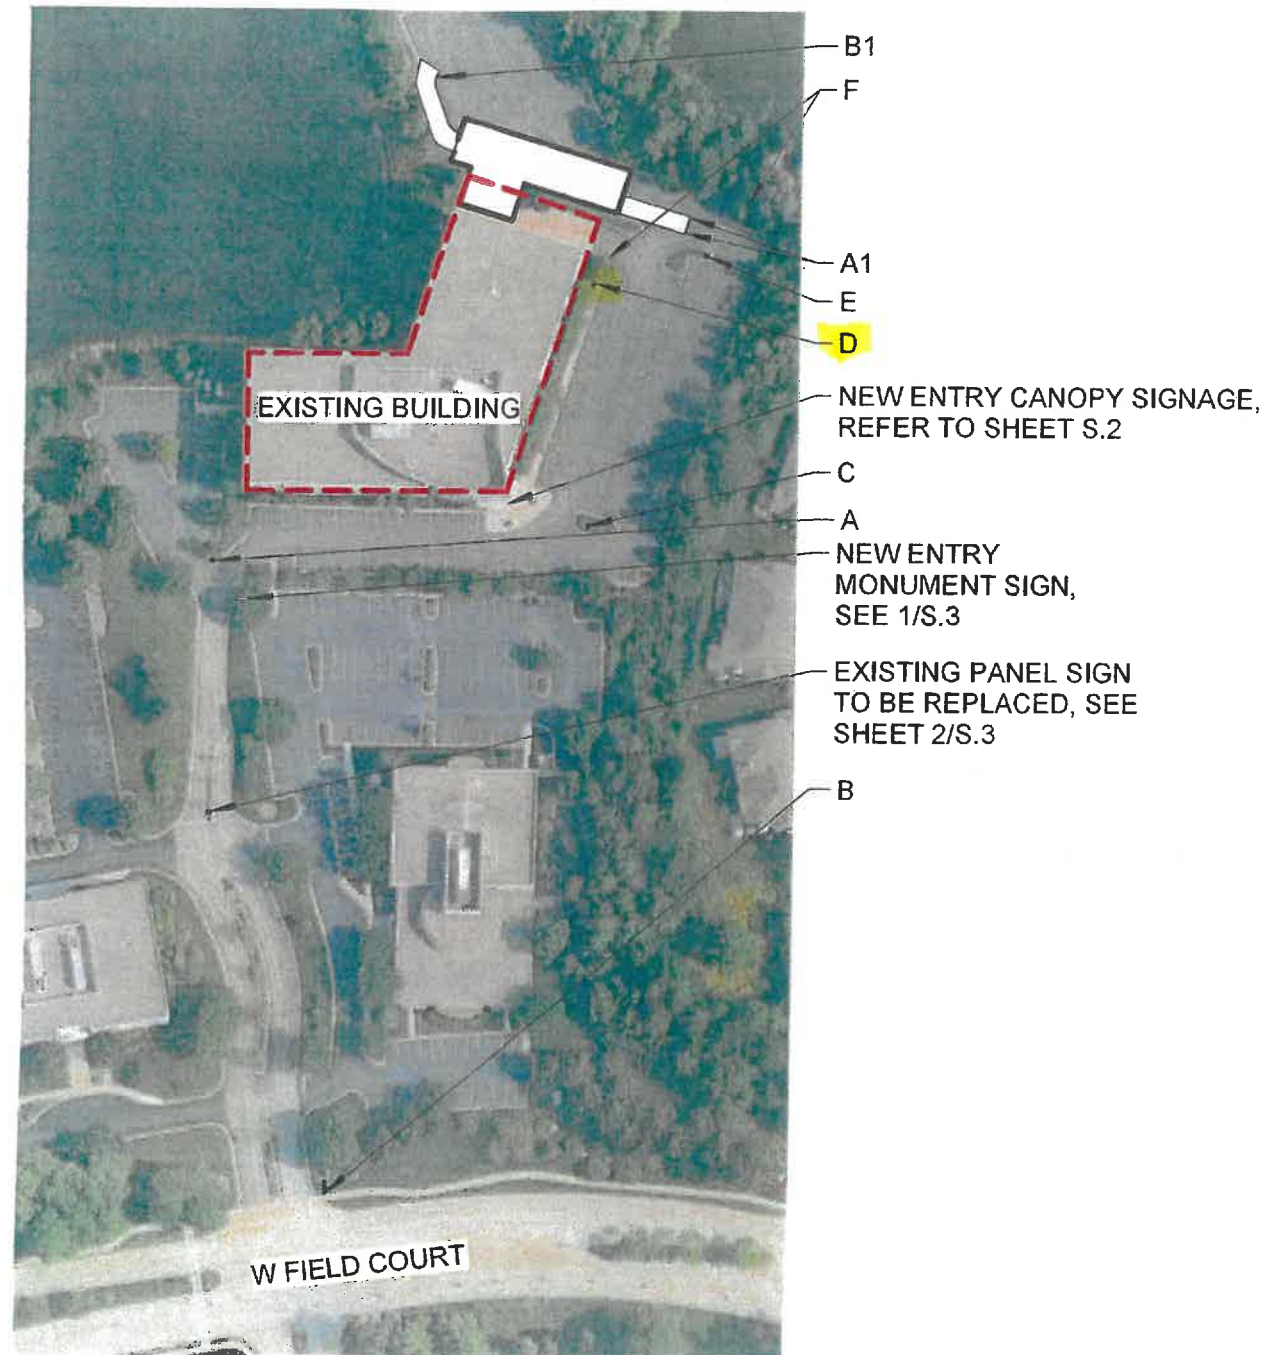 B1
F
A1
E
D
NEW ENTRY CANOPY SIGNAGE,
REFER TO SHEET S.2
EXISTING BUILDING
C
A
NEW ENTRY
MONUMENT SIGN,
SEE 1/S.3
EXISTING PANEL SIGN
TO BE REPLACED, SEE
SHEET 2/S.3
B
W FIELD COURT